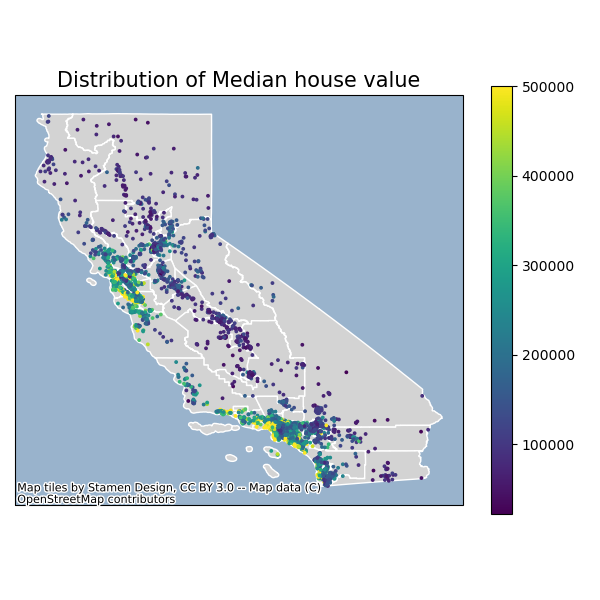 Distribution of Median house value
500000
400000
300000
200000
100000
Map tiles by Stamen Design, CC BY 3.0 -- Map data (C)
OpenStreetMap contributors